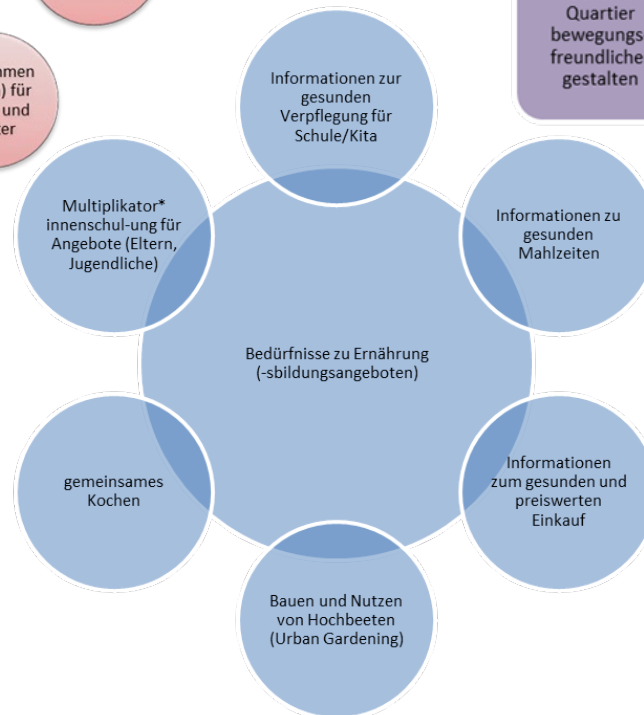 Quartier
bewegungs
freundliche
gestalten
für
und
Informationen zur
gesunden
Verpflegung für
Schule/Kita
Multiplikator*
innenschul-ung für
Angebote (Eltern,
Jugendliche)
Informationen zu
gesunden
Mahlzeiten
Bedürfnisse zu Ernährung
(-sbildungsangeboten)
gemeinsames
Kochen
Informationen
zum gesunden und
preiswerten
Einkauf
Bauen und Nutzen
von Hochbeeten
(Urban Gardening)